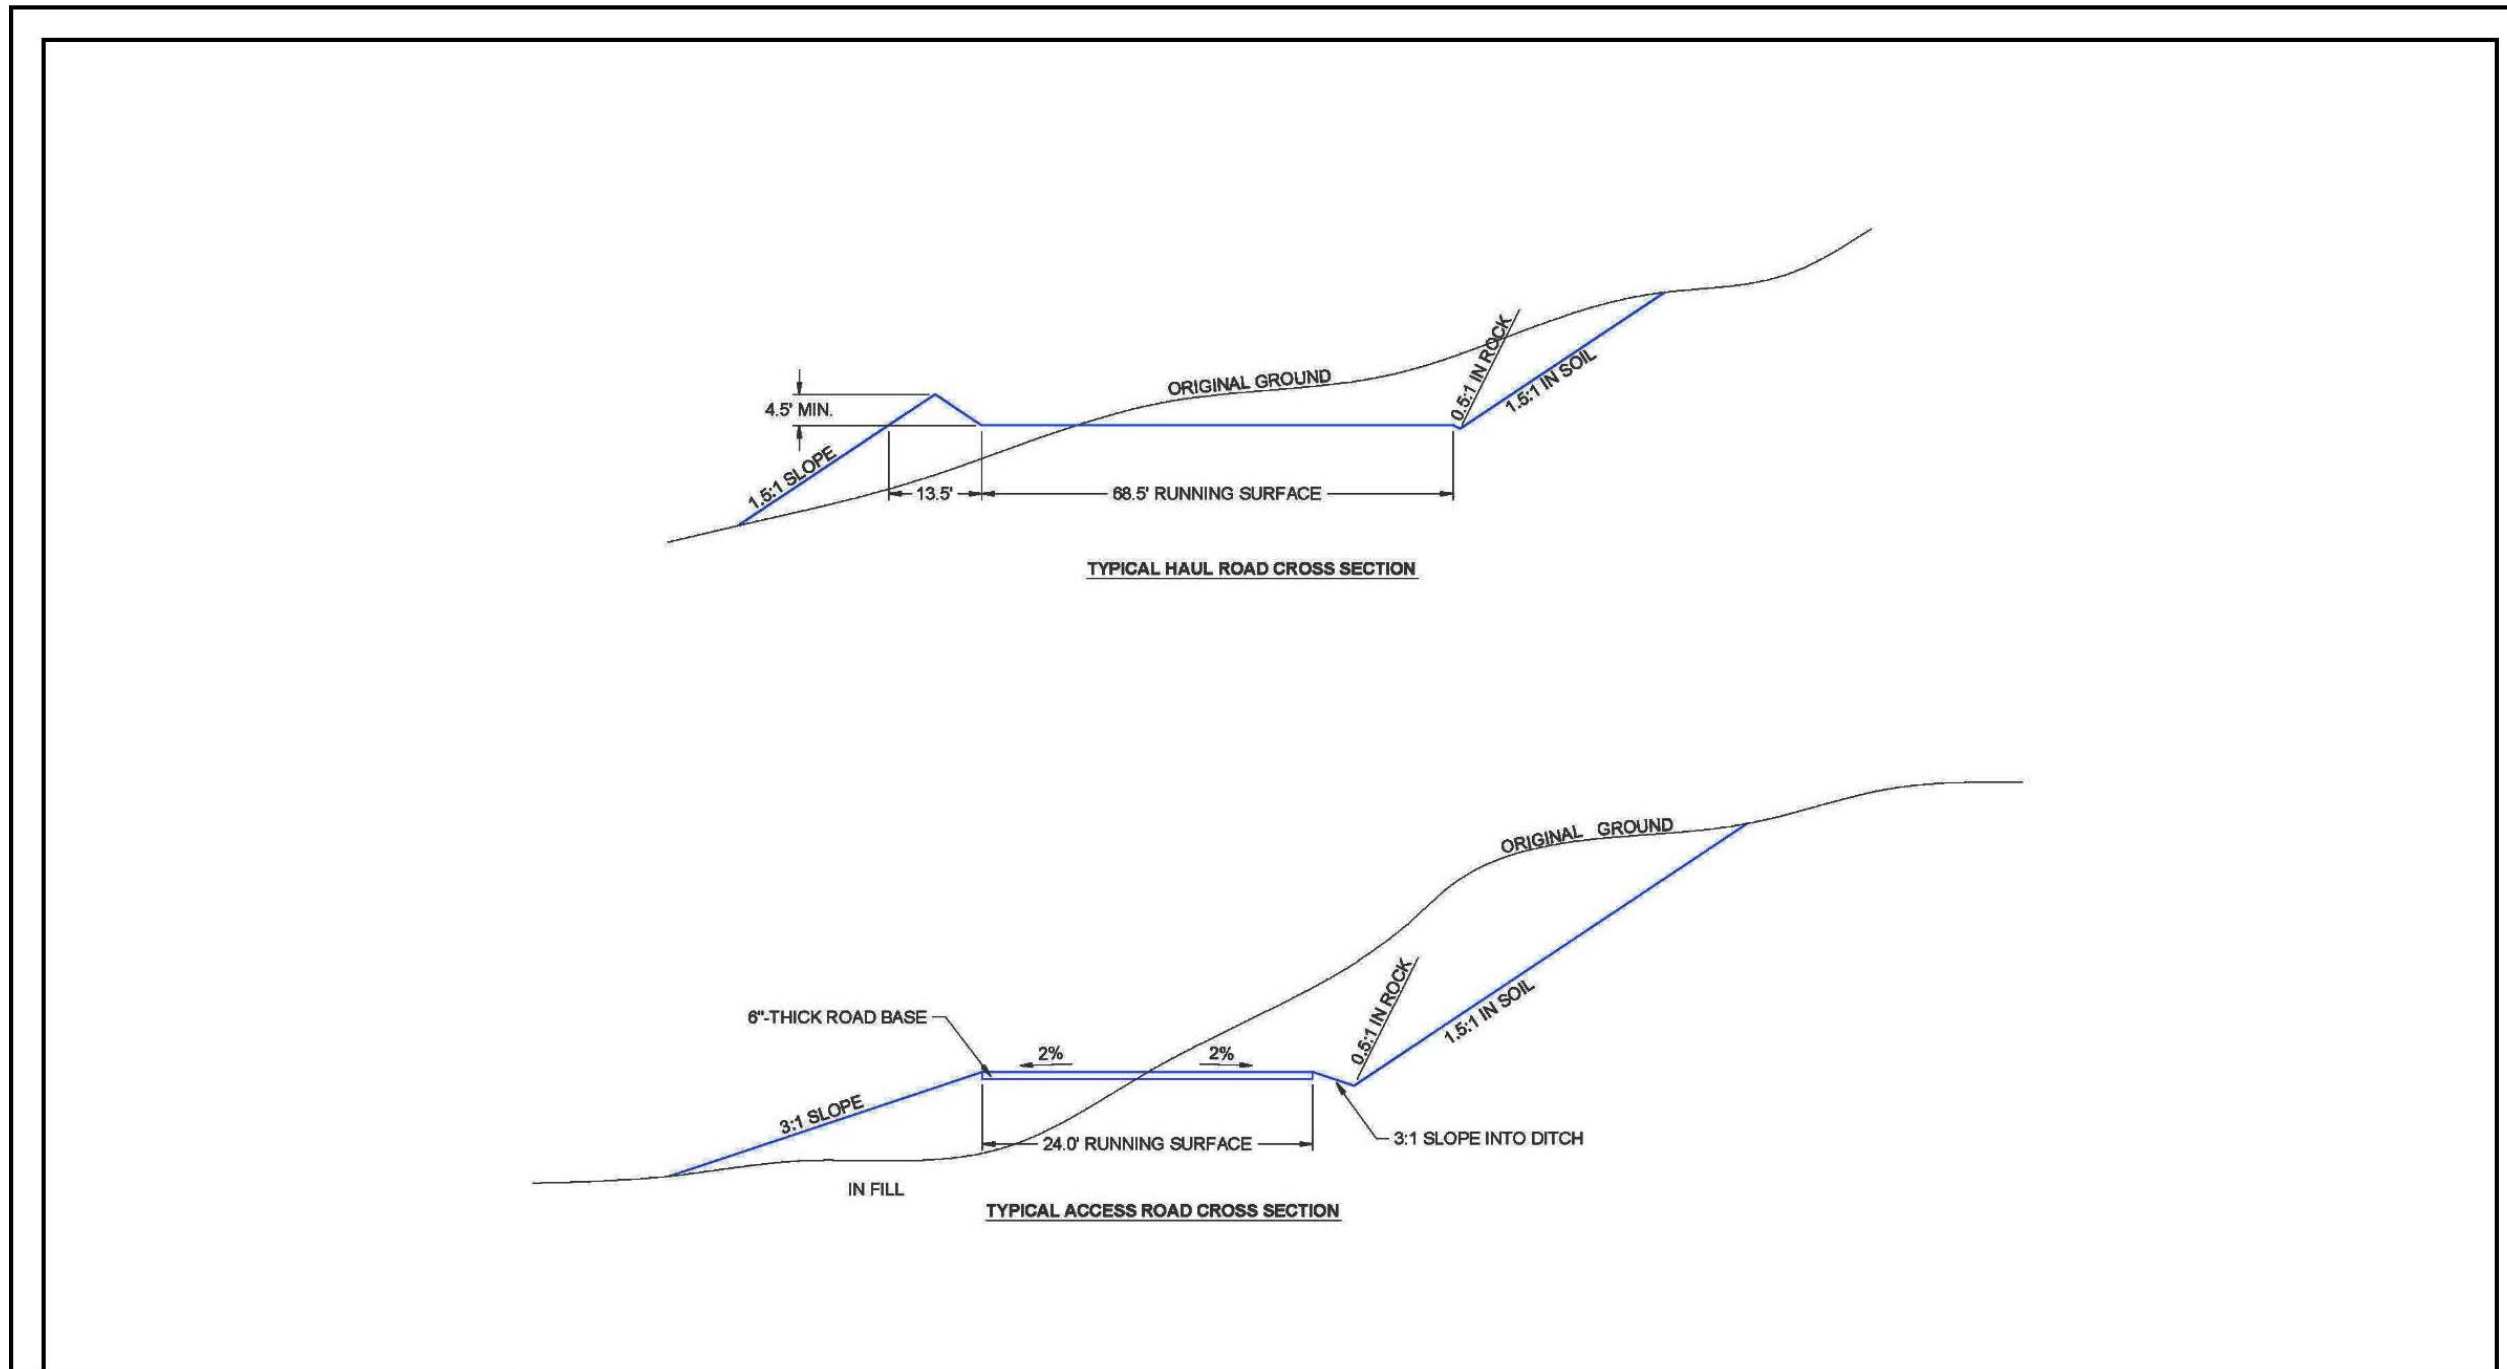 0.5:1 IN ROCK
1.5:1 IN SOIL
ORIGINAL GROUND
4.5' MIN.
1.5:1 SLOPE
13.5'
68.5' RUNNING SURFACE
TYPICAL HAUL ROAD CROSS SECTION
ORIGINAL GROUND
0.5:1 IN ROCK
1.5:1 IN SOIL
6"-THICK ROAD BASE
2%
2%
3:1 SLOPE
24.0' RUNNING SURFACE
3:1 SLOPE INTO DITCH
IN FILL
TYPICAL ACCESS ROAD CROSS SECTION